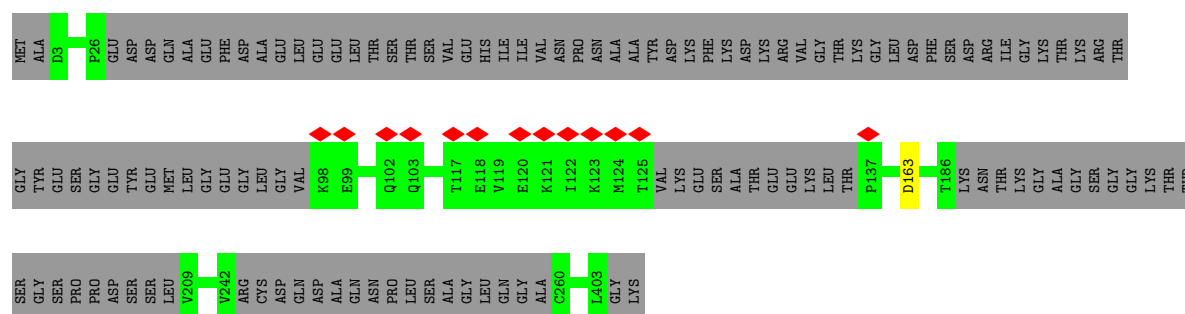 MET ALA D3 P26 GLU ASP ASP GLN ALA GLU PHE ASP ALA GLU LEU GLU GLU LEU THR SER THR SER VAL GLU HIS ILE ILE VAL ASN PRO ASN ALA ALA TYR ASP LYS PHE LYS ASP LYS ARG VAL GLY THR LYS GLY LEU ASP PHE SER ASP ARG ILE GLY LYS THR LYS ARG THR
GLY TYR GLU SER GLY GLU TYR GLU MET LEU GLY GLU GLY LEU GLY VAL K98 E99 Q102 Q103 T117 E118 V119 E120 K121 I122 K123 M124 T125 VAL LYS GLU SER ALA THR GLU GLU LYS LEU THR P137 D163 T186 LYS ASN THR LYS GLY ALA GLY SER GLY GLY LYS THR
SER GLY SER PRO PRO ASP SER SER LEU V209 V242 ARG CYS ASP GLN ASP ALA GLN ASN PRO LEU SER ALA GLY LEU GLN GLY ALA C260 L403 GLY LYS